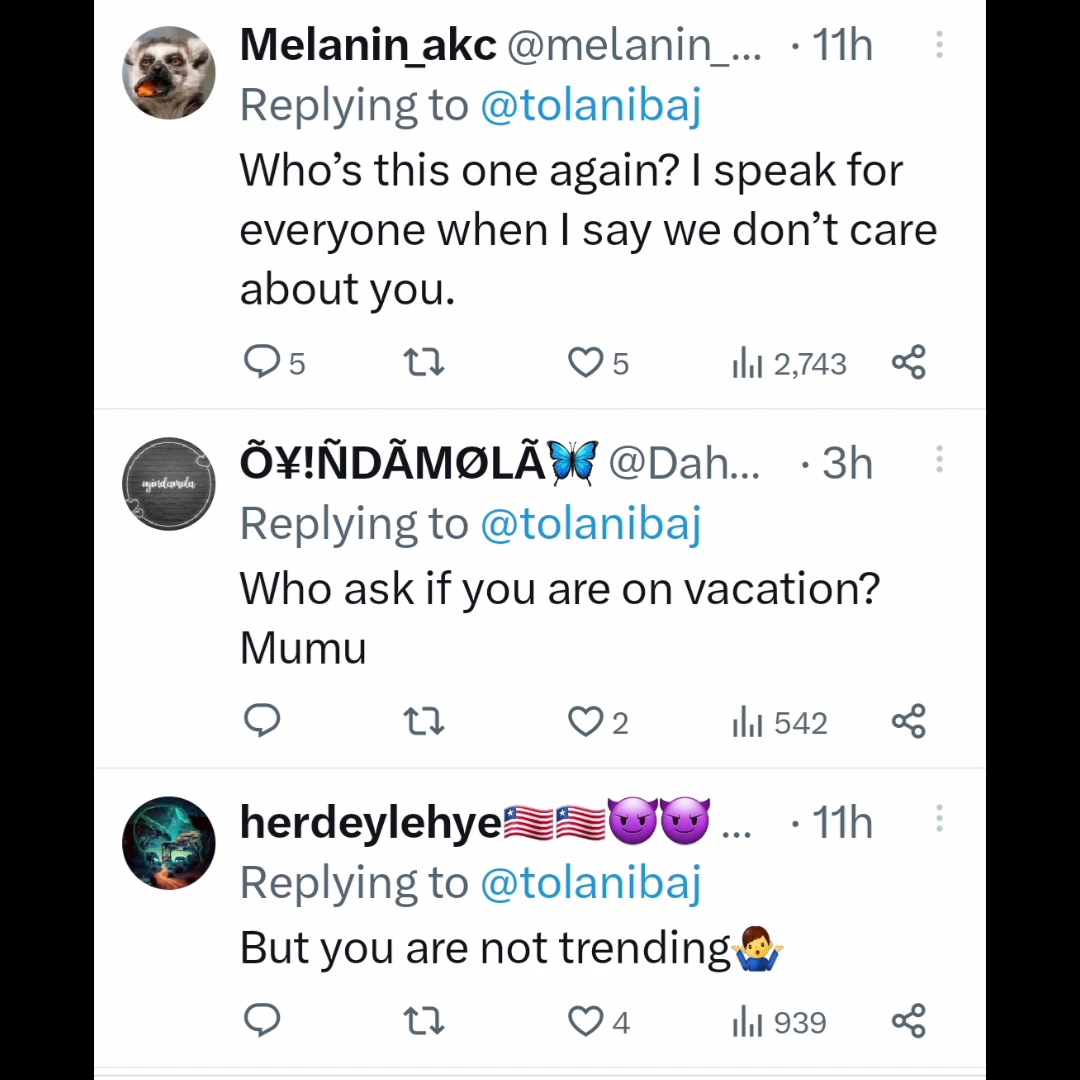 Melanin_akc @melanin_... · 11h
Replying to @tolanibaj
Who’s this one again? I speak for
everyone when I say we don’t care
about you.
5 5 2,743
Õ¥!ÑDÃMØLÃ🦋 @Dah... · 3h
oyindamola
Replying to @tolanibaj
Who ask if you are on vacation?
Mumu
2 542
herdeylehye🇱🇷🇱🇷😈😈 ... · 11h
Replying to @tolanibaj
But you are not trending🤷‍♂️
4 939